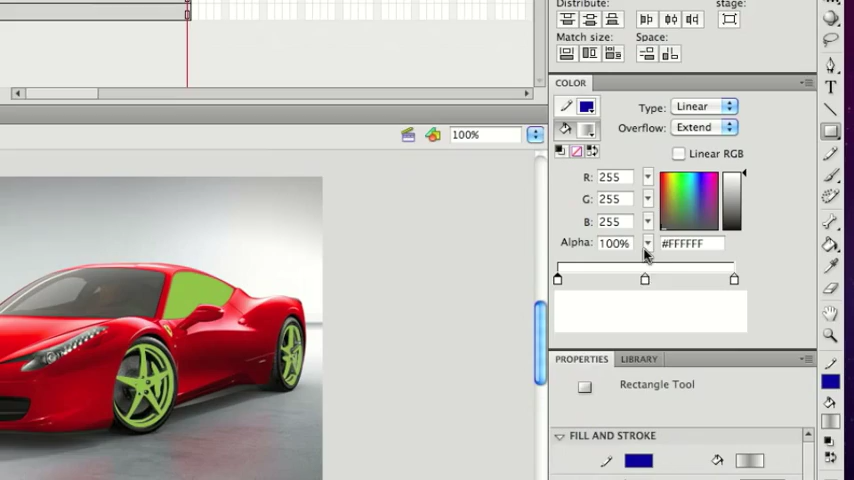 Distribute:
stage:
Match size:
Space:
COLOR
Type: Linear
100%
Overflow: Extend
Linear RGB
R: 255
G: 255
B: 255
Alpha: 100% #FFFFFF
PROPERTIES LIBRARY
Rectangle Tool
FILL AND STROKE